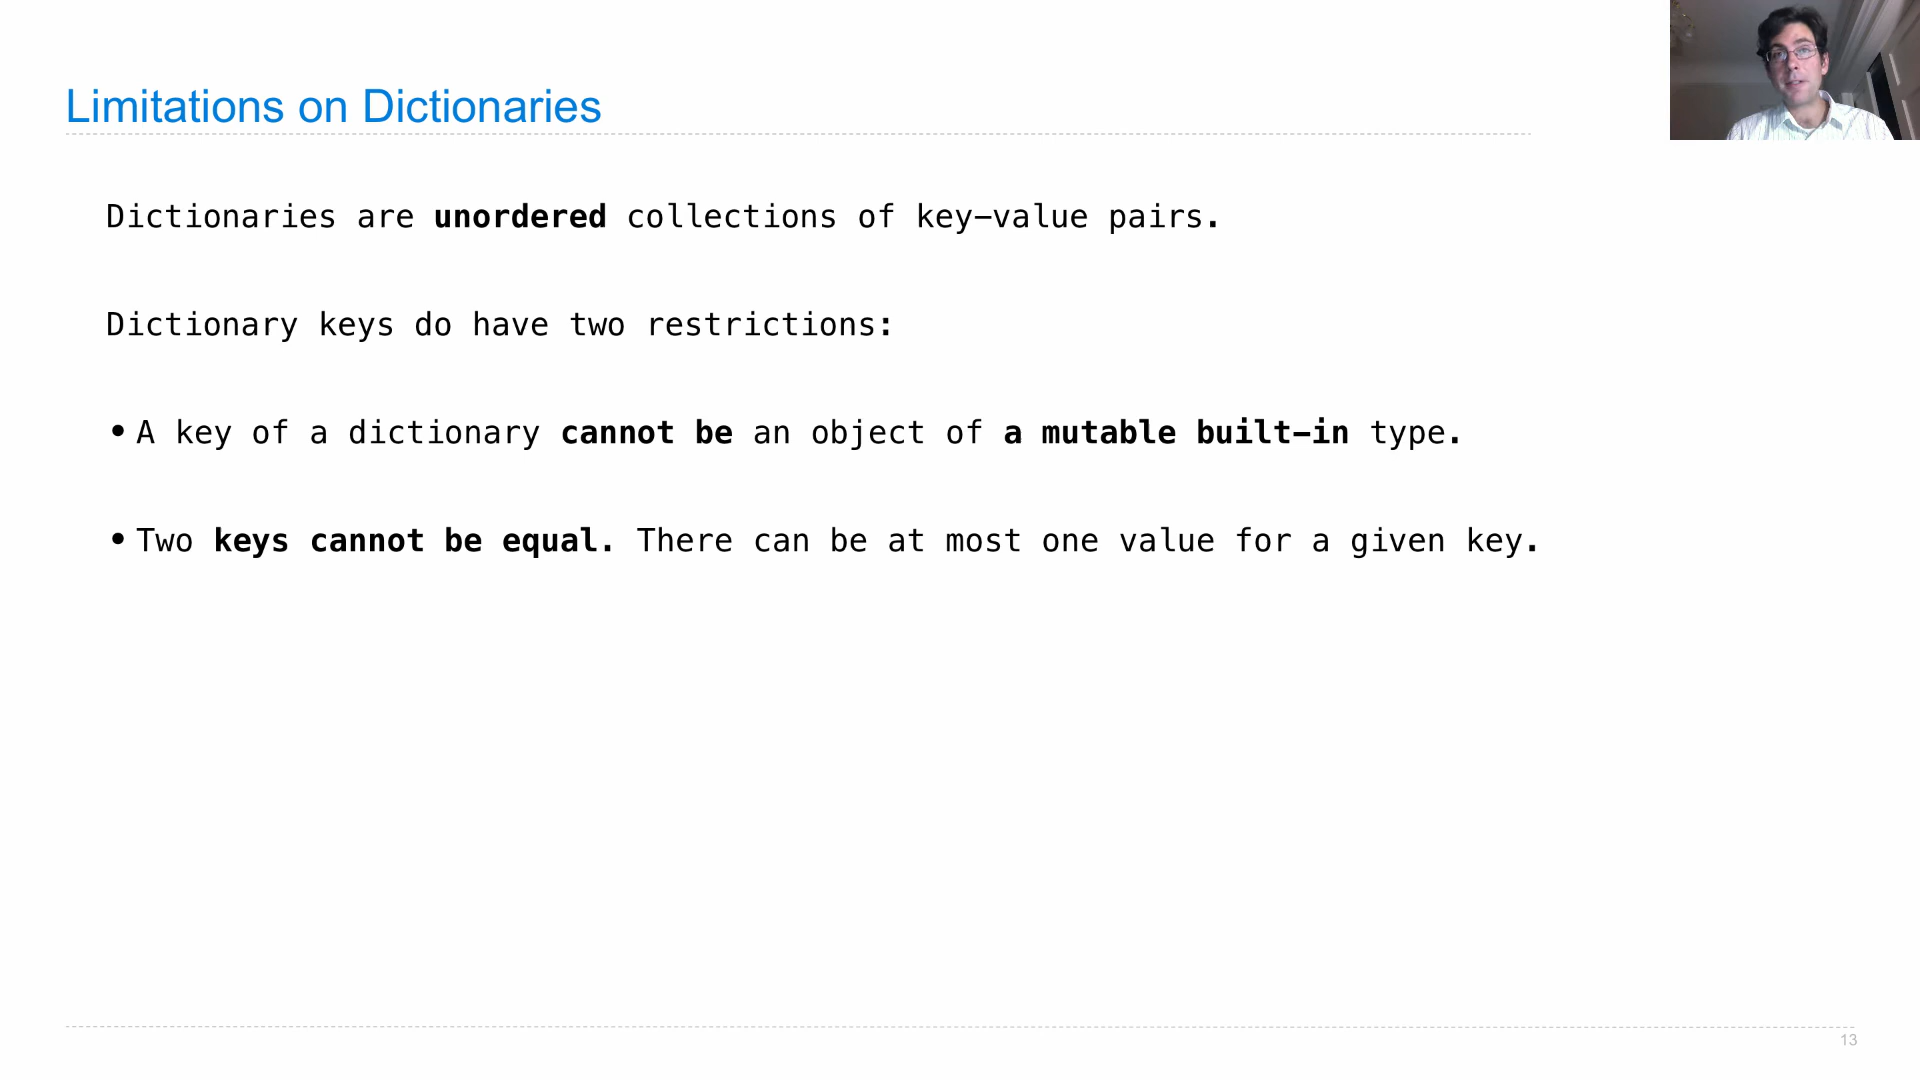 Limitations on Dictionaries
Dictionaries are unordered collections of key-value pairs.
Dictionary keys do have two restrictions:
• A key of a dictionary cannot be an object of a mutable built-in type.
• Two keys cannot be equal. There can be at most one value for a given key.
13